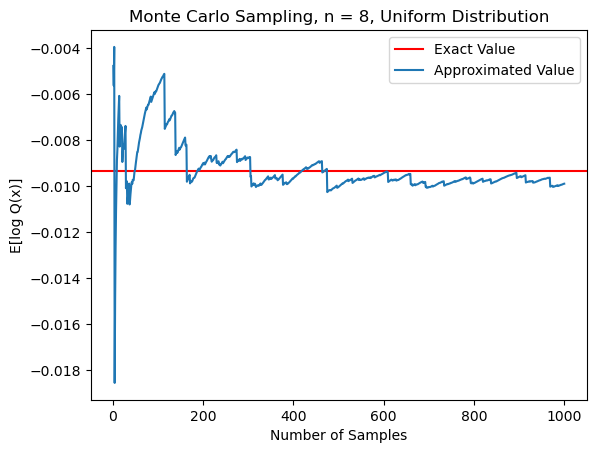 Monte Carlo Sampling, n = 8, Uniform Distribution
Exact Value
Approximated Value
E[log Q(x)]
−0.004
−0.006
−0.008
−0.010
−0.012
−0.014
−0.016
−0.018
0 200 400 600 800 1000
Number of Samples